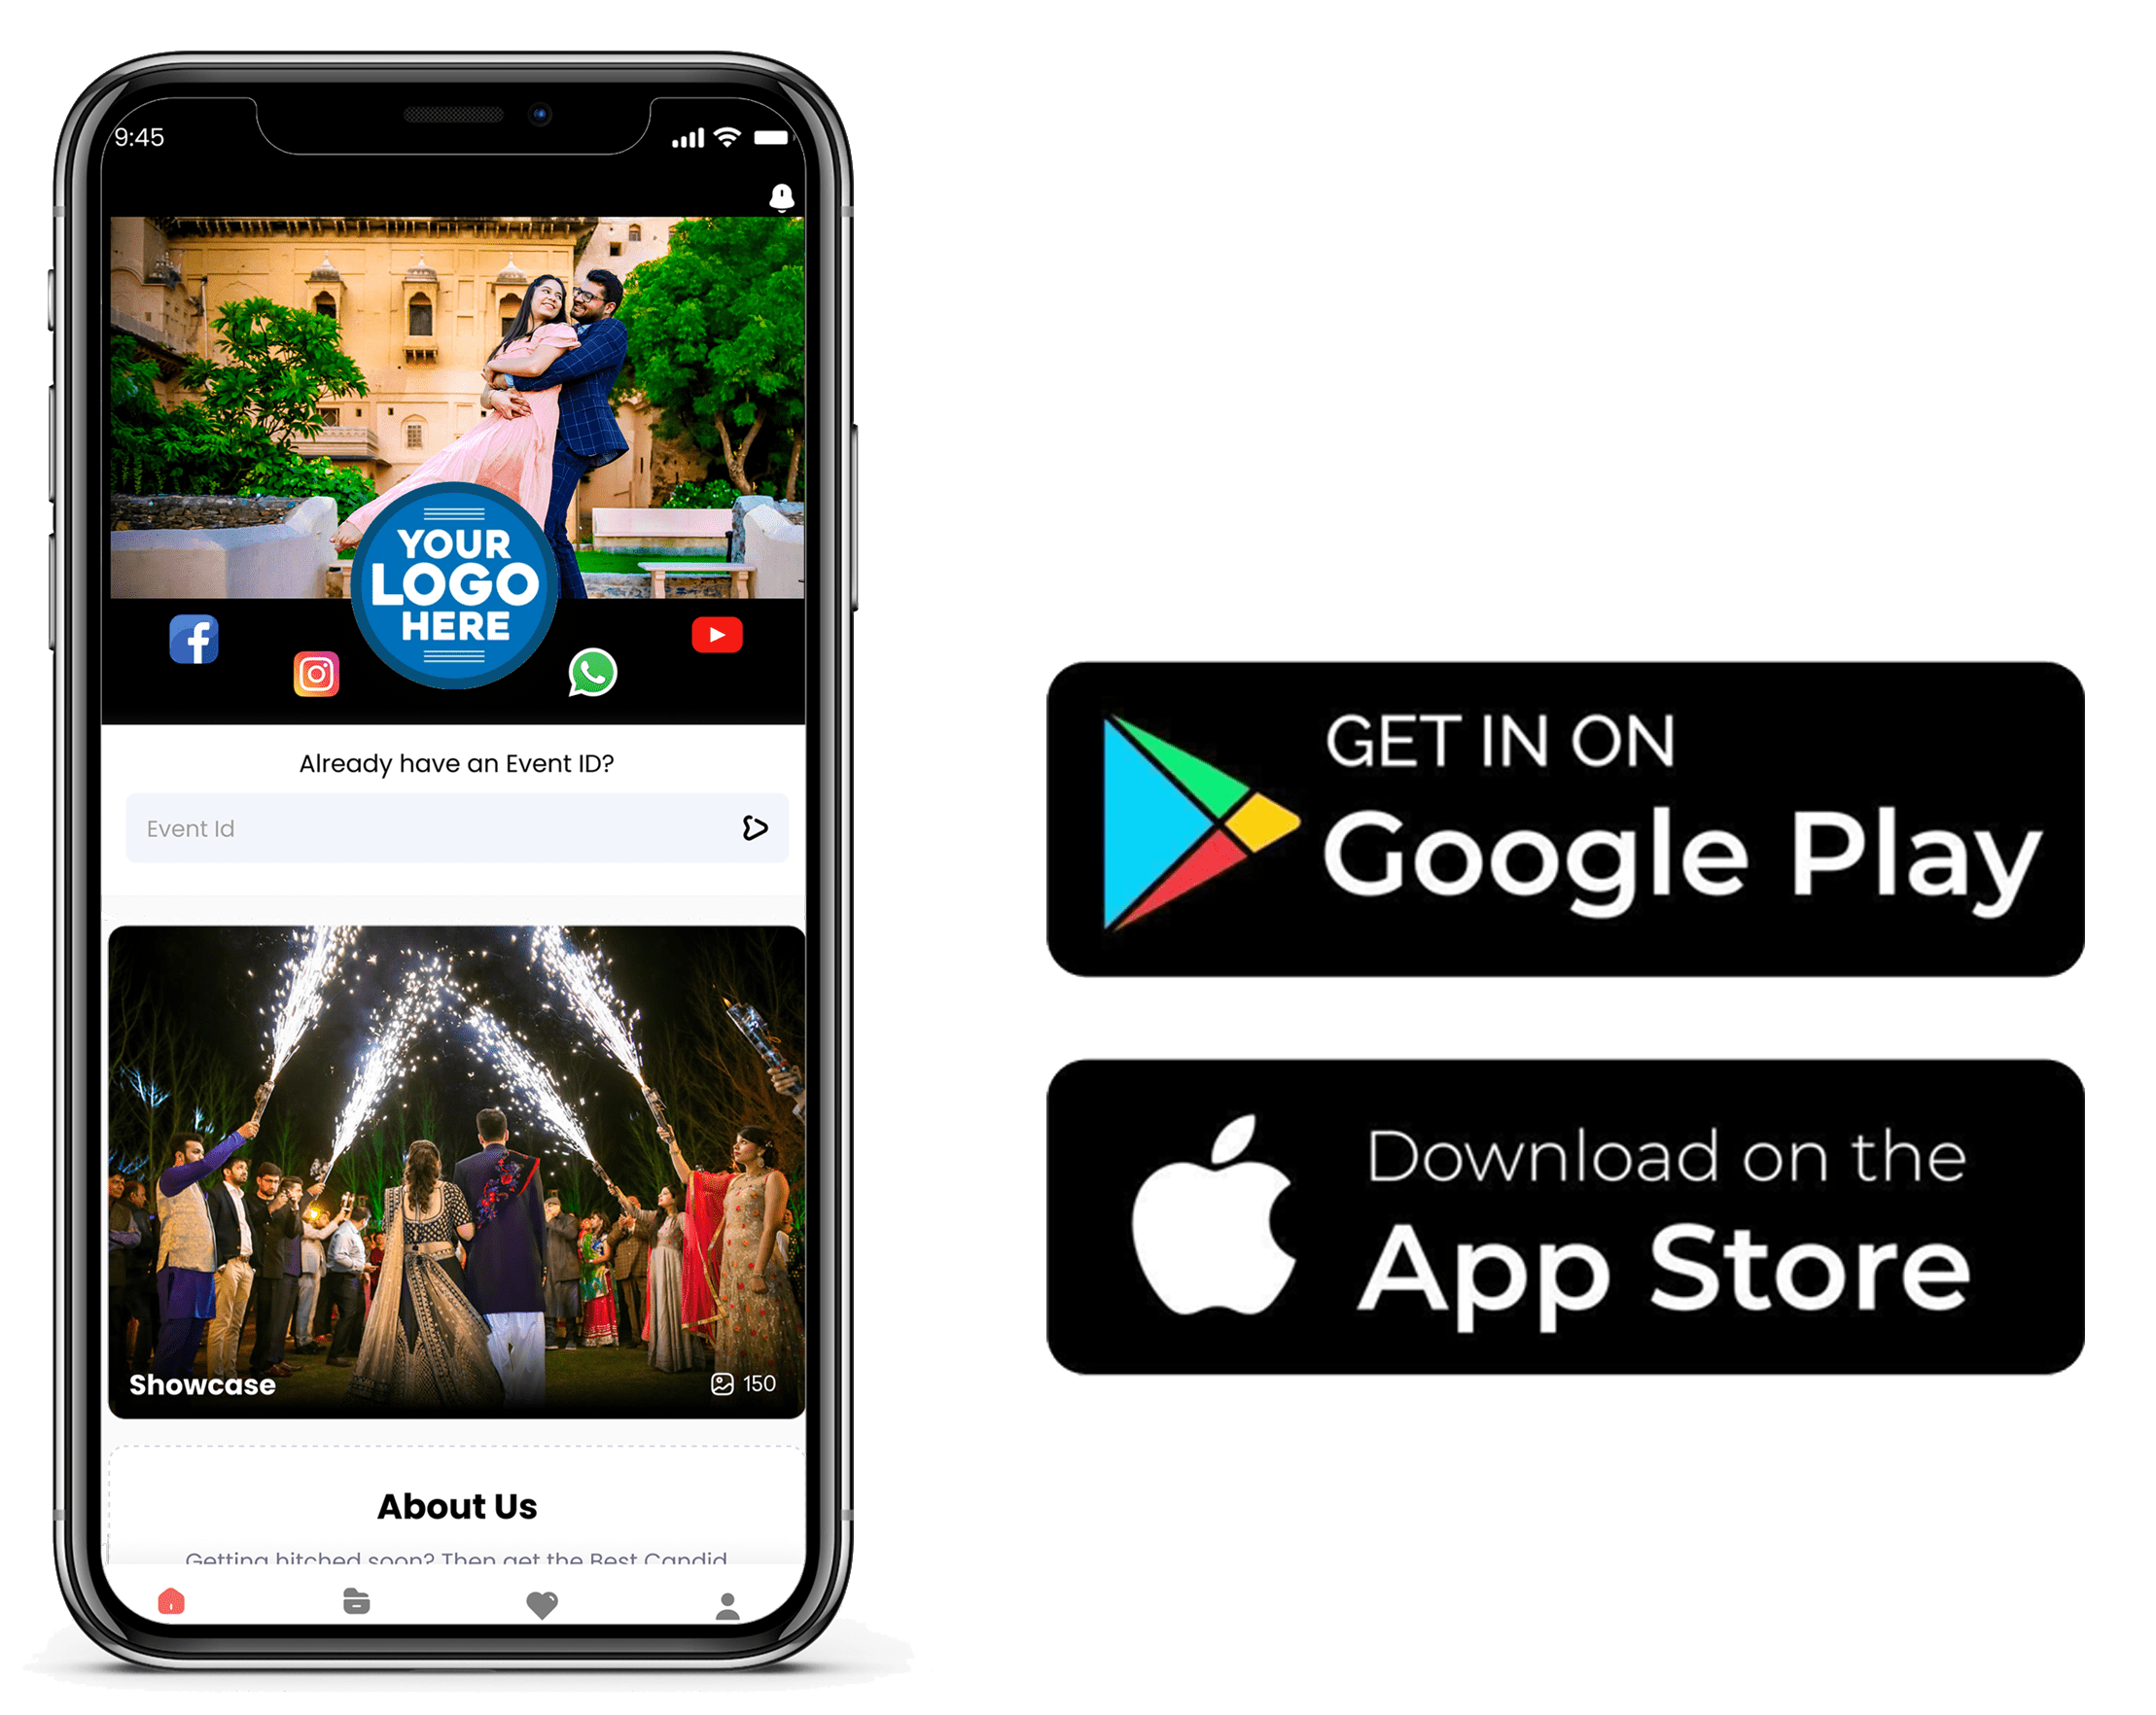 9:45
YOUR
LOGO
HERE
Already have an Event ID?
Event Id
Showcase
150
About Us
Getting hitched soon? Then get the Best Candid
GET IN ON
Google Play
Download on the
App Store